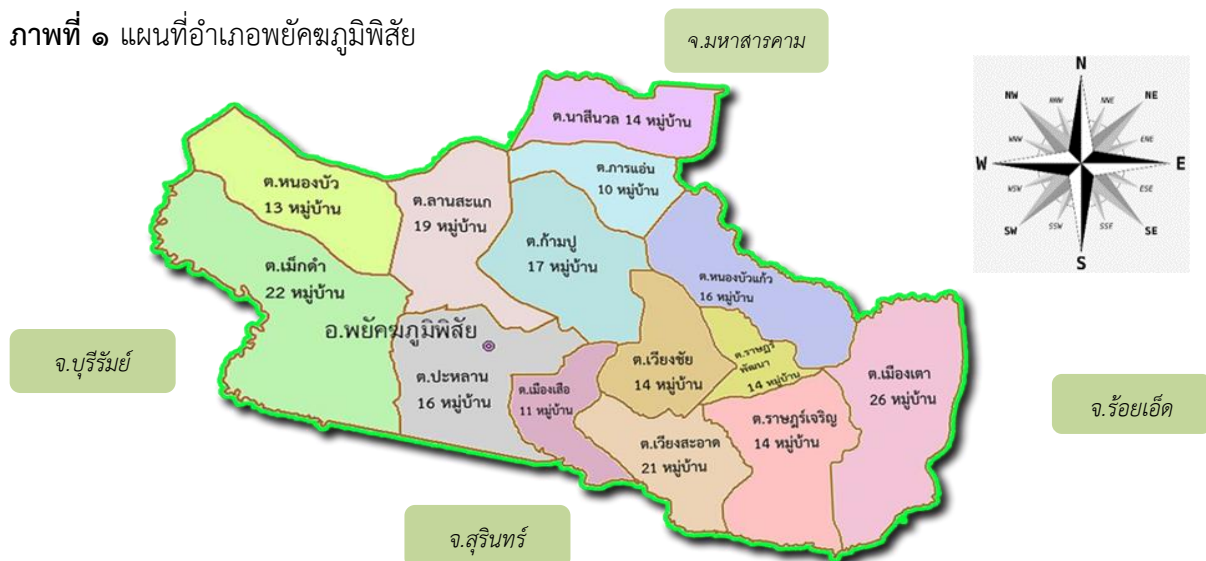 ภาพที่ ๑ แผนที่อำเภอพยัคฆภูมิพิสัย
จ.มหาสารคาม
N
NW
NNW
NNE
NE
WNW
ENE
W
E
WSW
ESE
SW
SSW
SSE
SE
S
ต.นาสีนวล 14 หมู่บ้าน
ต.การแอ่น
10 หมู่บ้าน
ต.หนองบัว
13 หมู่บ้าน
ต.ลานสะแก
19 หมู่บ้าน
ต.ก้ามปู
17 หมู่บ้าน
ต.หนองบัวแก้ว
16 หมู่บ้าน
ต.เม็กดำ
22 หมู่บ้าน
อ.พยัคฆภูมิพิสัย
จ.บุรีรัมย์
ต.ปะหลาน
16 หมู่บ้าน
ต.เมืองเสือ
11 หมู่บ้าน
ต.เวียงชัย
14 หมู่บ้าน
ต.ราษฎร์
พัฒนา
14 หมู่บ้าน
ต.เมืองเตา
26 หมู่บ้าน
จ.ร้อยเอ็ด
ต.เวียงสะอาด
21 หมู่บ้าน
ต.ราษฎร์เจริญ
14 หมู่บ้าน
จ.สุรินทร์